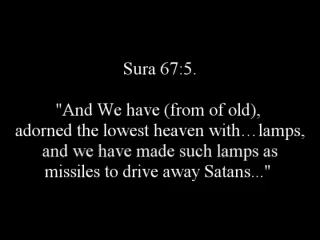 Sura 67:5.
"And We have (from of old),
adorned the lowest heaven with…lamps,
and we have made such lamps as
missiles to drive away Satans..."